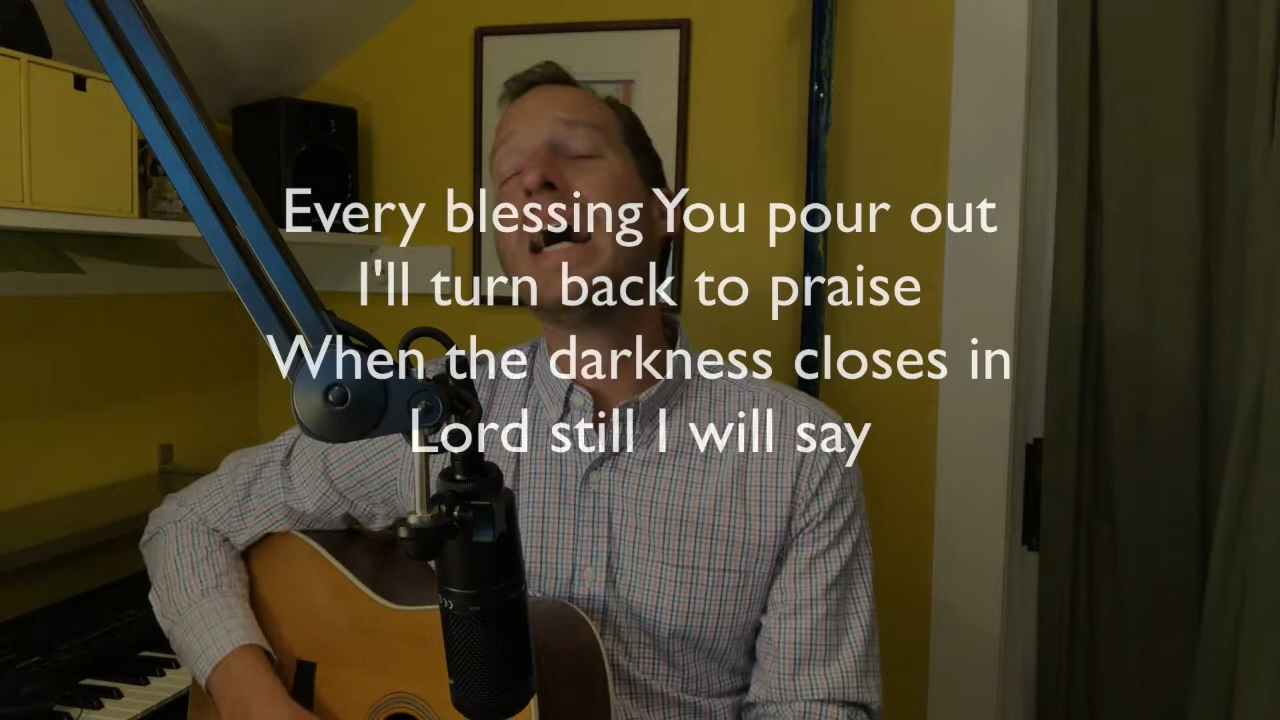 Every blessing You pour out
I'll turn back to praise
When the darkness closes in
Lord still I will say